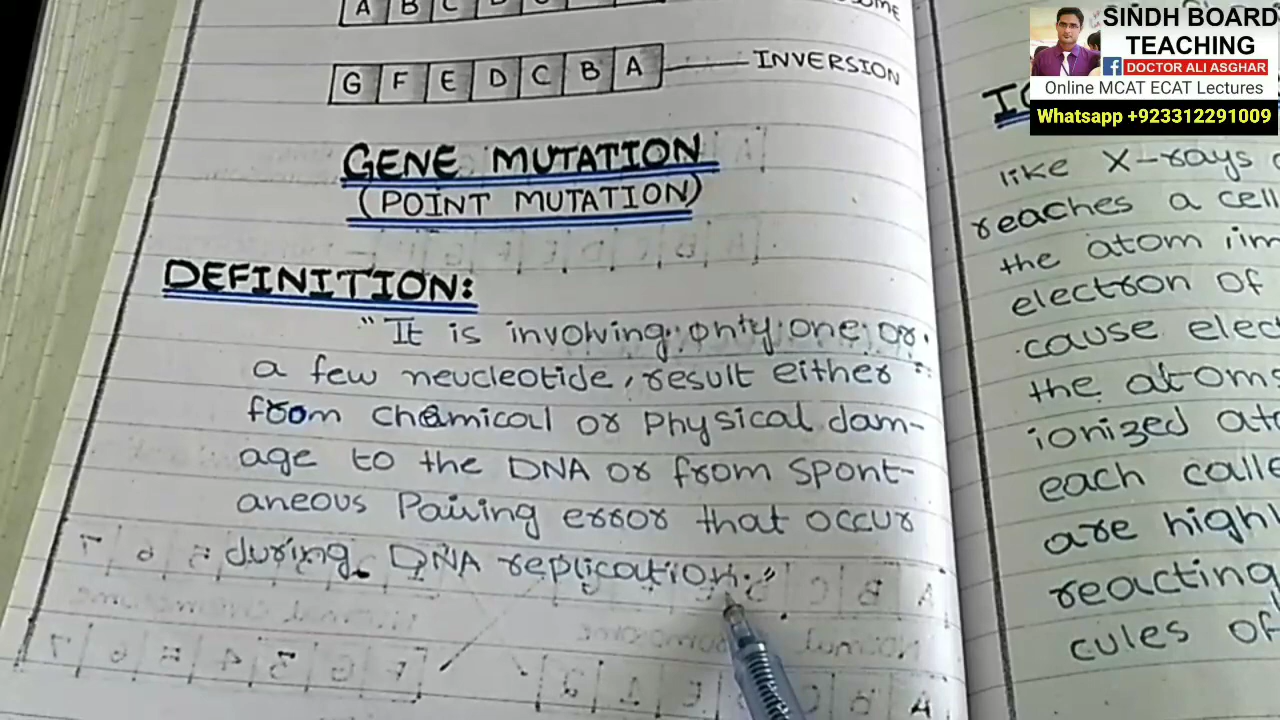 A B C D
G F E D C B A INVERSION
GENE MUTATION
(POINT MUTATION)
DEFINITION:
"It is involving only one or
a few neucleotide, result either
from chemical or Physical dam-
age to the DNA or from spont-
aneous Pairing error that occur
during DNA replication."
like X-rays
reaches a cell
the atom
electron of
cause elec
the atoms
ionized at
each calle
are highl
reacting
cules of
SINDH BOARD
TEACHING
f DOCTOR ALI ASGHAR
Online MCAT ECAT Lectures
Whatsapp +923312291009